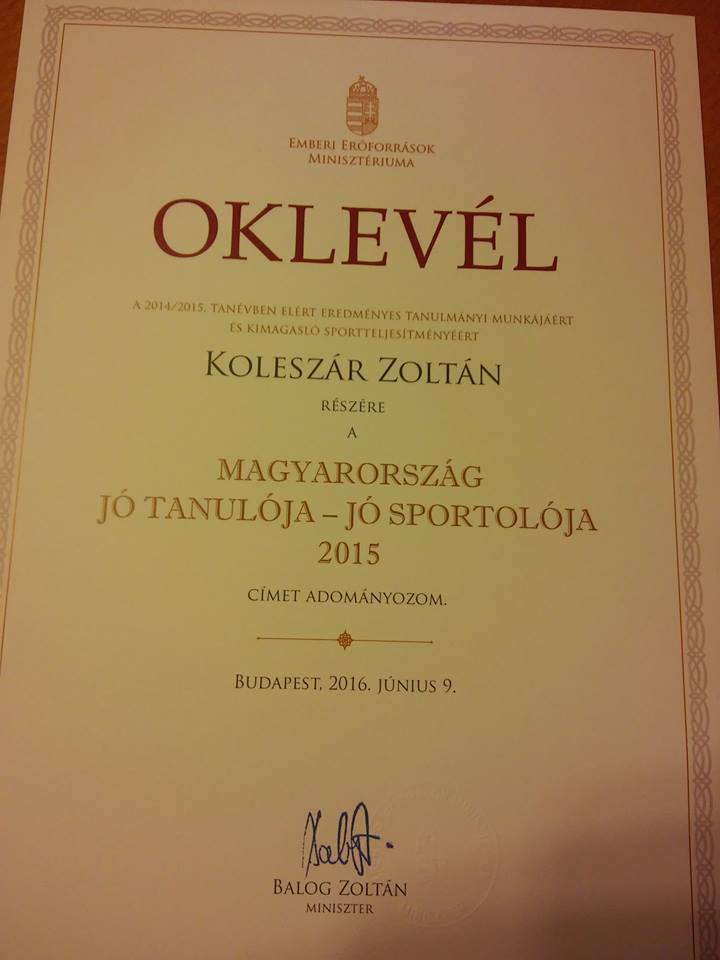 EMBERI ERŐFORRÁSOK
MINISZTÉRIUMA
OKLEVÉL
A 2014/2015. TANÉVBEN ELÉRT EREDMÉNYES TANULMÁNYI MUNKÁJÁÉRT
ÉS KIMAGASLÓ SPORTTELJESÍTMÉNYÉÉRT
KOLESZÁR ZOLTÁN
RÉSZÉRE
A
MAGYARORSZÁG
JÓ TANULÓJA – JÓ SPORTOLÓJA
2015
CÍMET ADOMÁNYOZOM.
BUDAPEST, 2016. JÚNIUS 9.
BALOG ZOLTÁN
MINISZTER